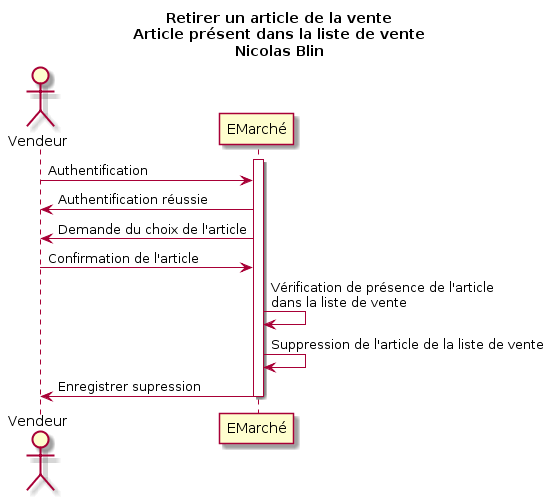 Retirer un article de la vente
Article présent dans la liste de vente
Nicolas Blin
Vendeur
EMarché
Authentification
Authentification réussie
Demande du choix de l'article
Confirmation de l'article
Vérification de présence de l'article
dans la liste de vente
Suppression de l'article de la liste de vente
Enregistrer supression
Vendeur
EMarché